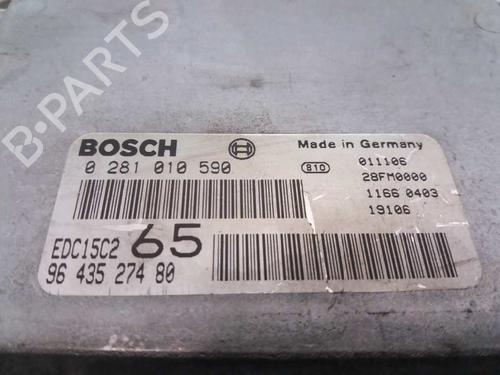 B-PARTS
BOSCH
Made in Germany
0 281 010 590
810
011106
28FM0000
1166 0403
19106
EDC15C2 65
96 435 274 80